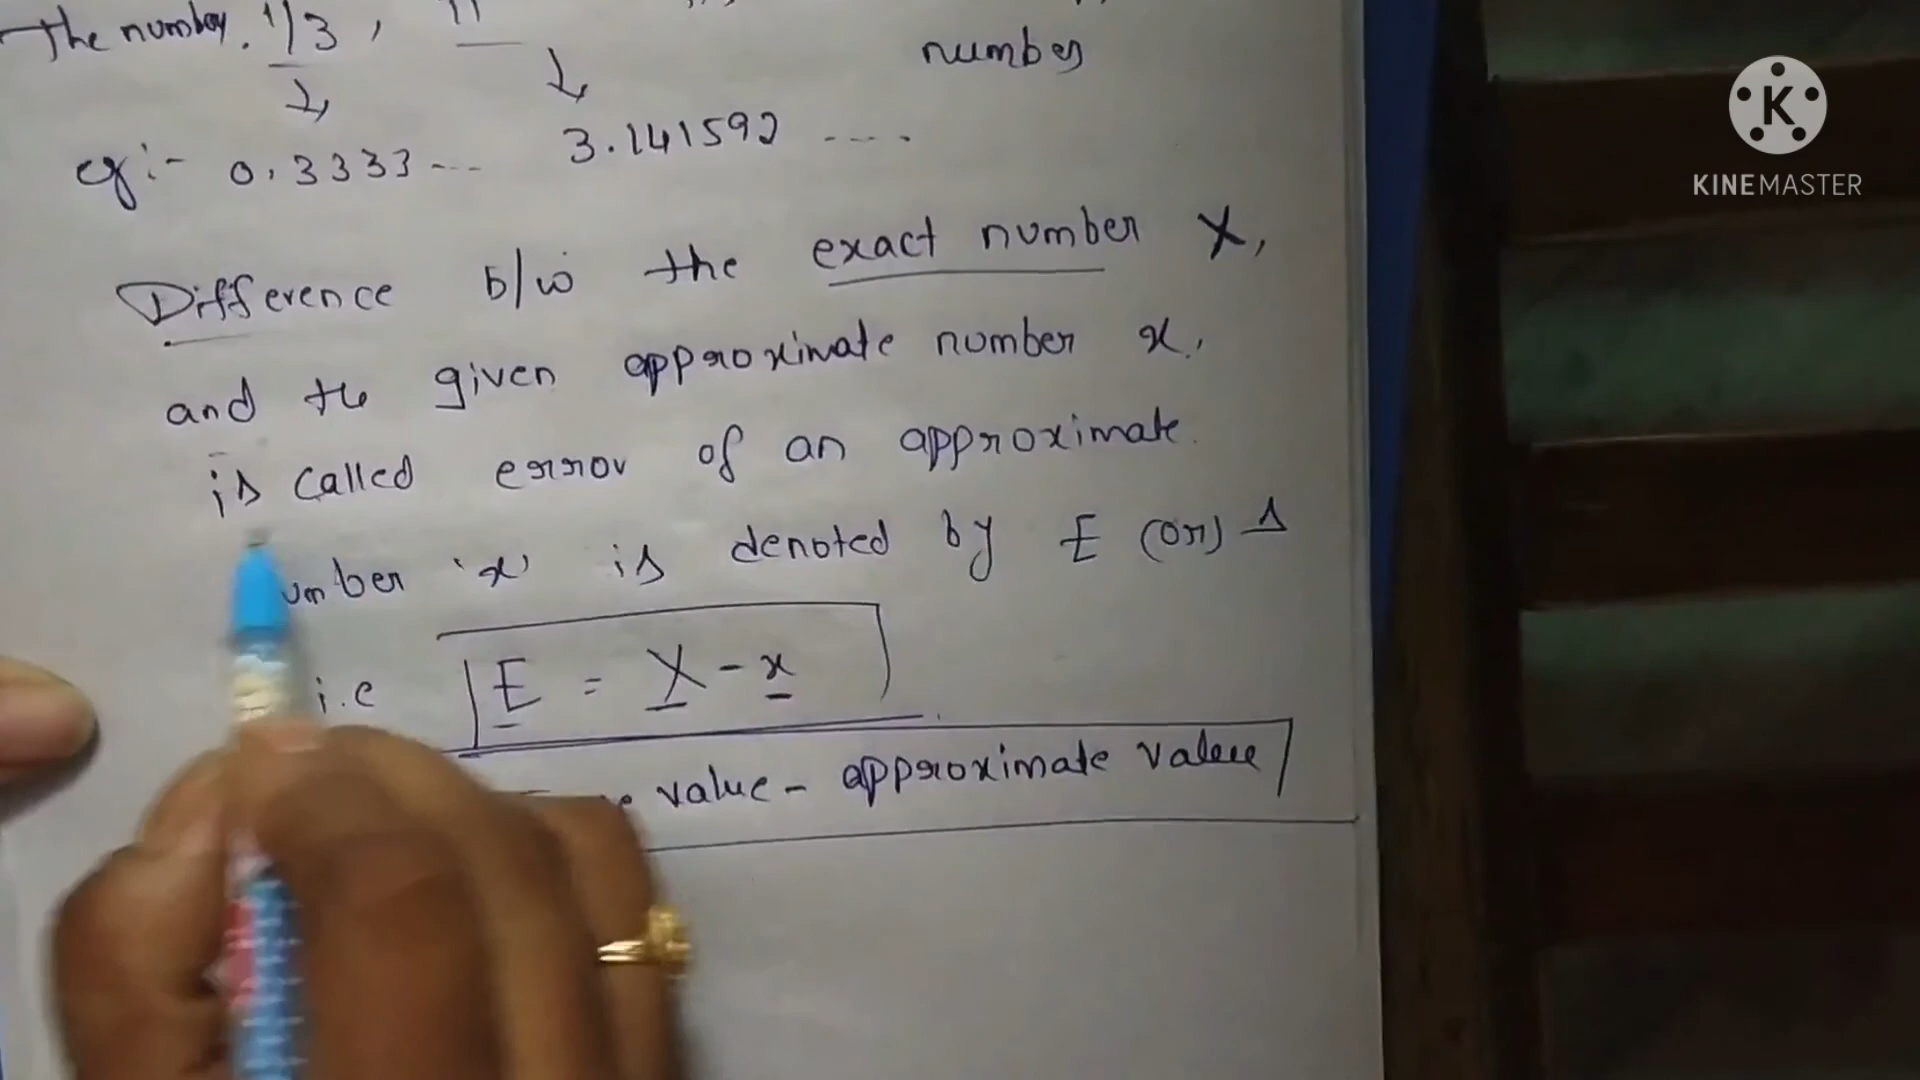 The number 1/3, π
number
eg:- 0.3333--- 3.141592 ----
Difference b/w the exact number X,
and the given approximate number x.
is called error of an approximate.
umber 'x' is denoted by E (or) Δ
i.e E = X - x
value - approximate value
KINEMASTER